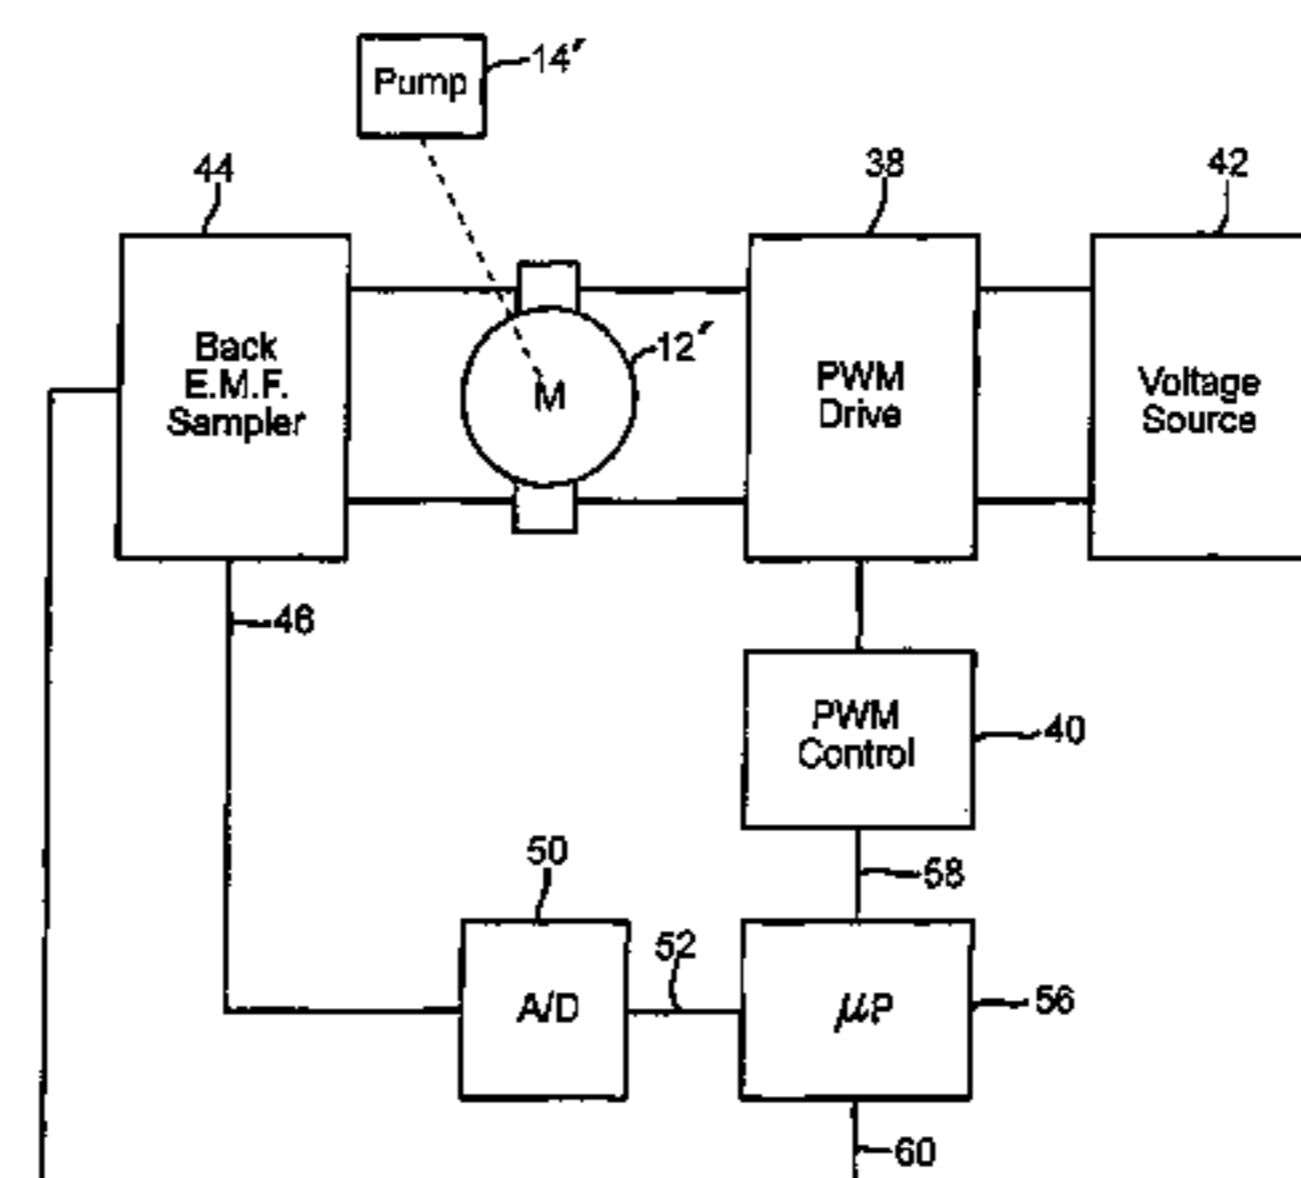 Pump
14′
44
38
42
Back
E.M.F.
Sampler
M
12′
PWM
Drive
Voltage
Source
46
PWM
Control
40
50
58
52
A/D
μP
56
60